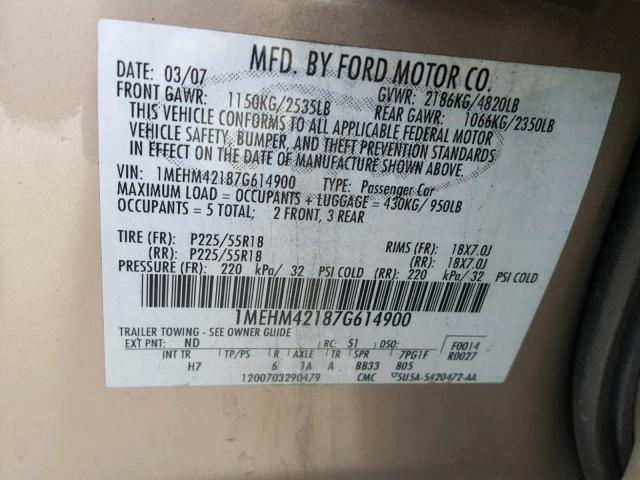 MFD. BY FORD MOTOR CO.
DATE: 03/07
FRONT GAWR: 1150KG/2535LB
GVWR: 2186KG/4820LB
REAR GAWR: 1066KG/2350LB
THIS VEHICLE CONFORMS TO ALL APPLICABLE FEDERAL MOTOR
VEHICLE SAFETY, BUMPER, AND THEFT PREVENTION STANDARDS
IN EFFECT ON THE DATE OF MANUFACTURE SHOWN ABOVE.
VIN: 1MEHM42187G614900 TYPE: Passenger Car
MAXIMUM LOAD = OCCUPANTS + LUGGAGE = 430KG/950LB
OCCUPANTS = 5 TOTAL; 2 FRONT, 3 REAR
TIRE (FR): P225/55R18 RIMS (FR): 18X7.0J
(RR): P225/55R18 (RR): 18X7.0J
PRESSURE (FR): 220 kPa/ 32 PSI COLD (RR): 220 kPa/ 32 PSI COLD
1MEHM42187G614900
TRAILER TOWING - SEE OWNER GUIDE
EXT PNT: ND RC: 51 DSO: F0014
R0027
INT TR TP/PS R AXLE TR SPR 7PG1F
H7 6 1A A BB33 805
1200703290479 CMC 5U5A-S420472-AA